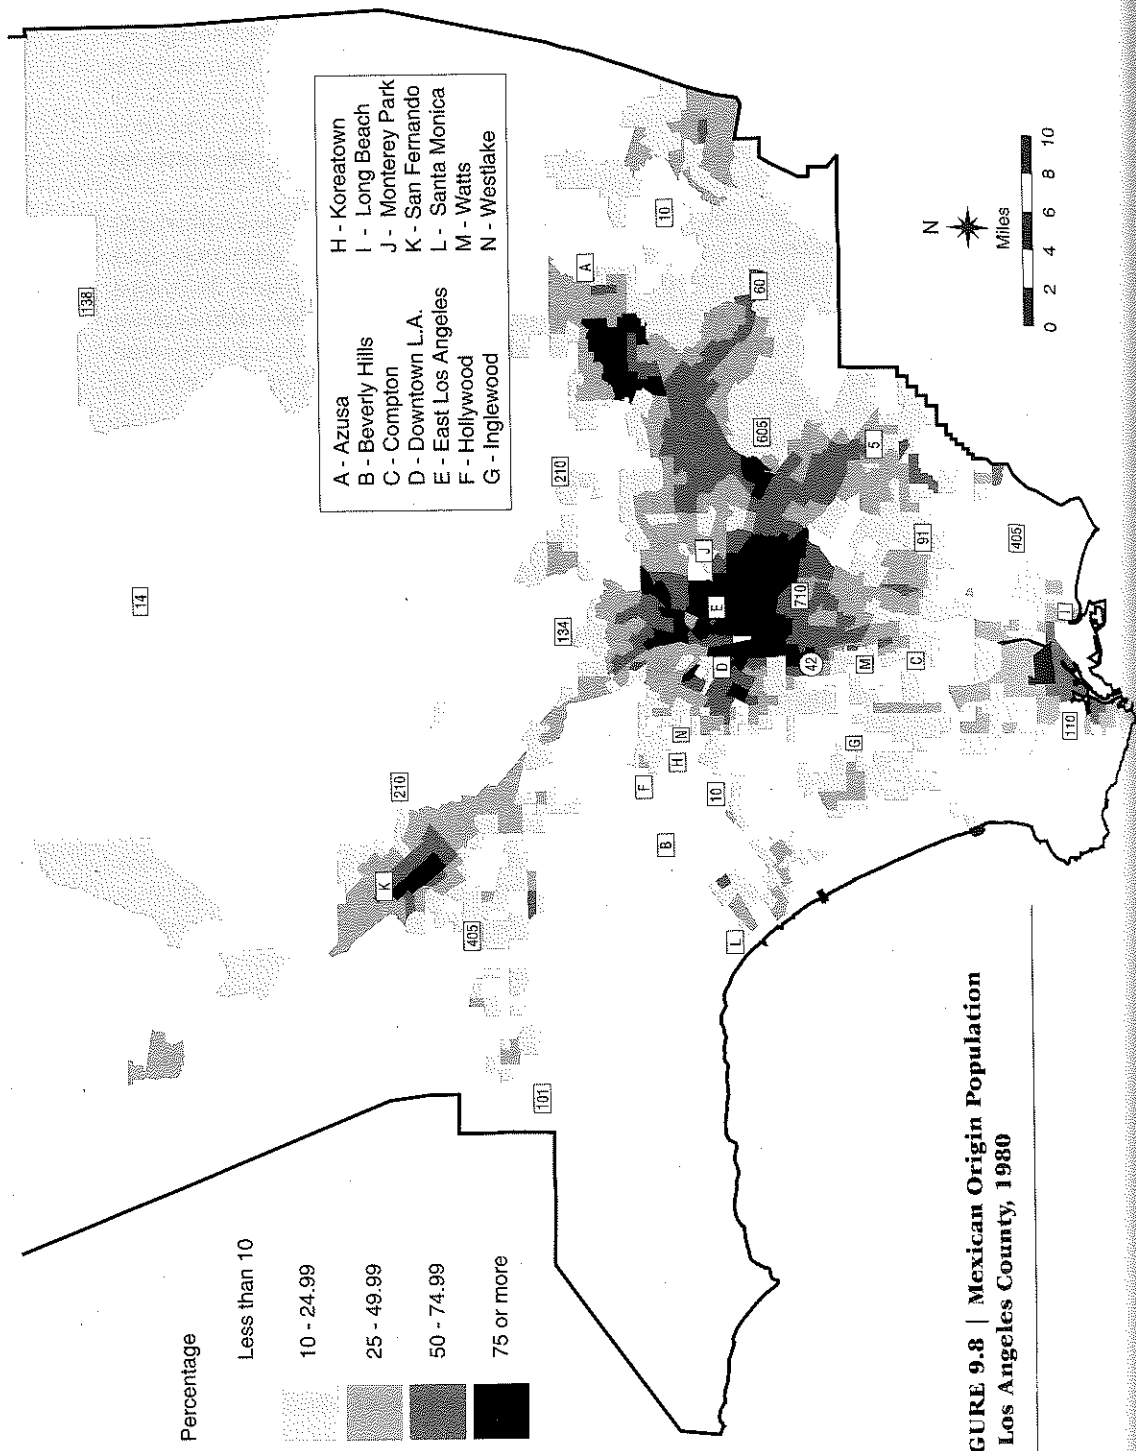 138
14
210
134
A - Azusa
B - Beverly Hills
C - Compton
D - Downtown L.A.
E - East Los Angeles
F - Hollywood
G - Inglewood
H - Koreatown
I - Long Beach
J - Monterey Park
K - San Fernando
L - Santa Monica
M - Watts
N - Westlake
210
K
405
101
A
10
60
605
5
J
E
710
D
42
M
C
91
405
I
110
N
H
F
10
G
B
L
N
Miles
0 2 4 6 8 10
Percentage
Less than 10
10 - 24.99
25 - 49.99
50 - 74.99
75 or more
GURE 9.8 | Mexican Origin Population
Los Angeles County, 1980